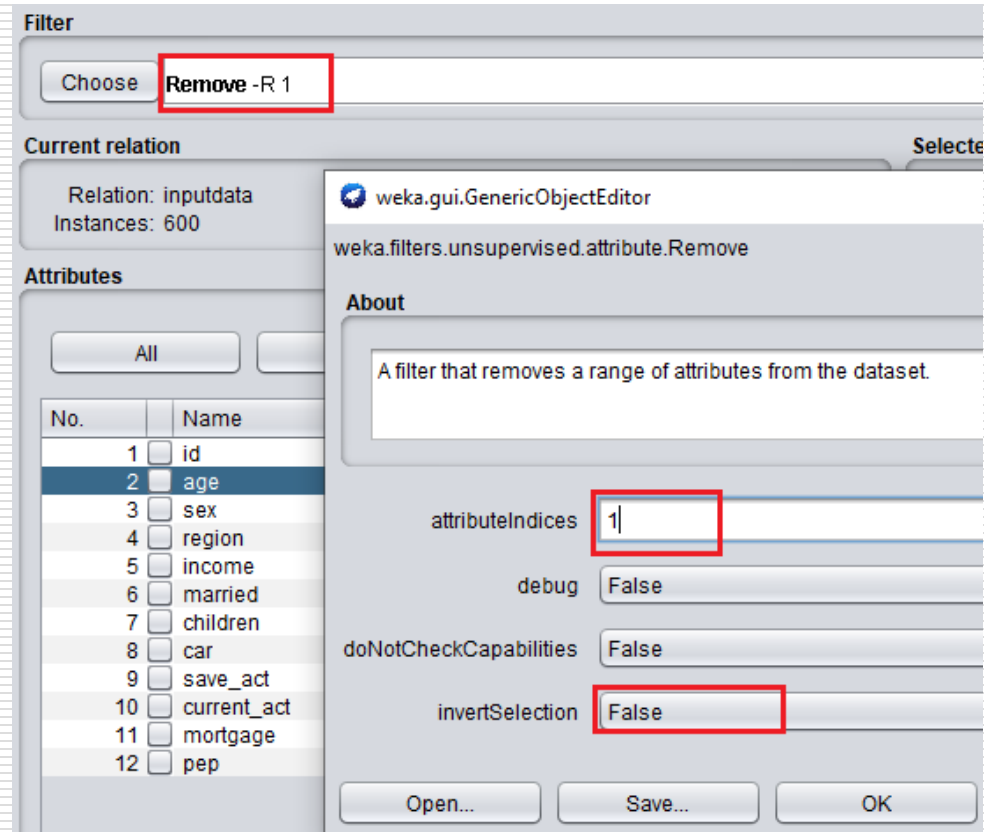 Filter
Choose Remove -R 1
Current relation
Relation: inputdata
Instances: 600
Attributes
All
No. Name
1 id
2 age
3 sex
4 region
5 income
6 married
7 children
8 car
9 save_act
10 current_act
11 mortgage
12 pep
Selecte
weka.gui.GenericObjectEditor
weka.filters.unsupervised.attribute.Remove
About
A filter that removes a range of attributes from the dataset.
attributeIndices 1
debug False
doNotCheckCapabilities False
invertSelection False
Open... Save... OK